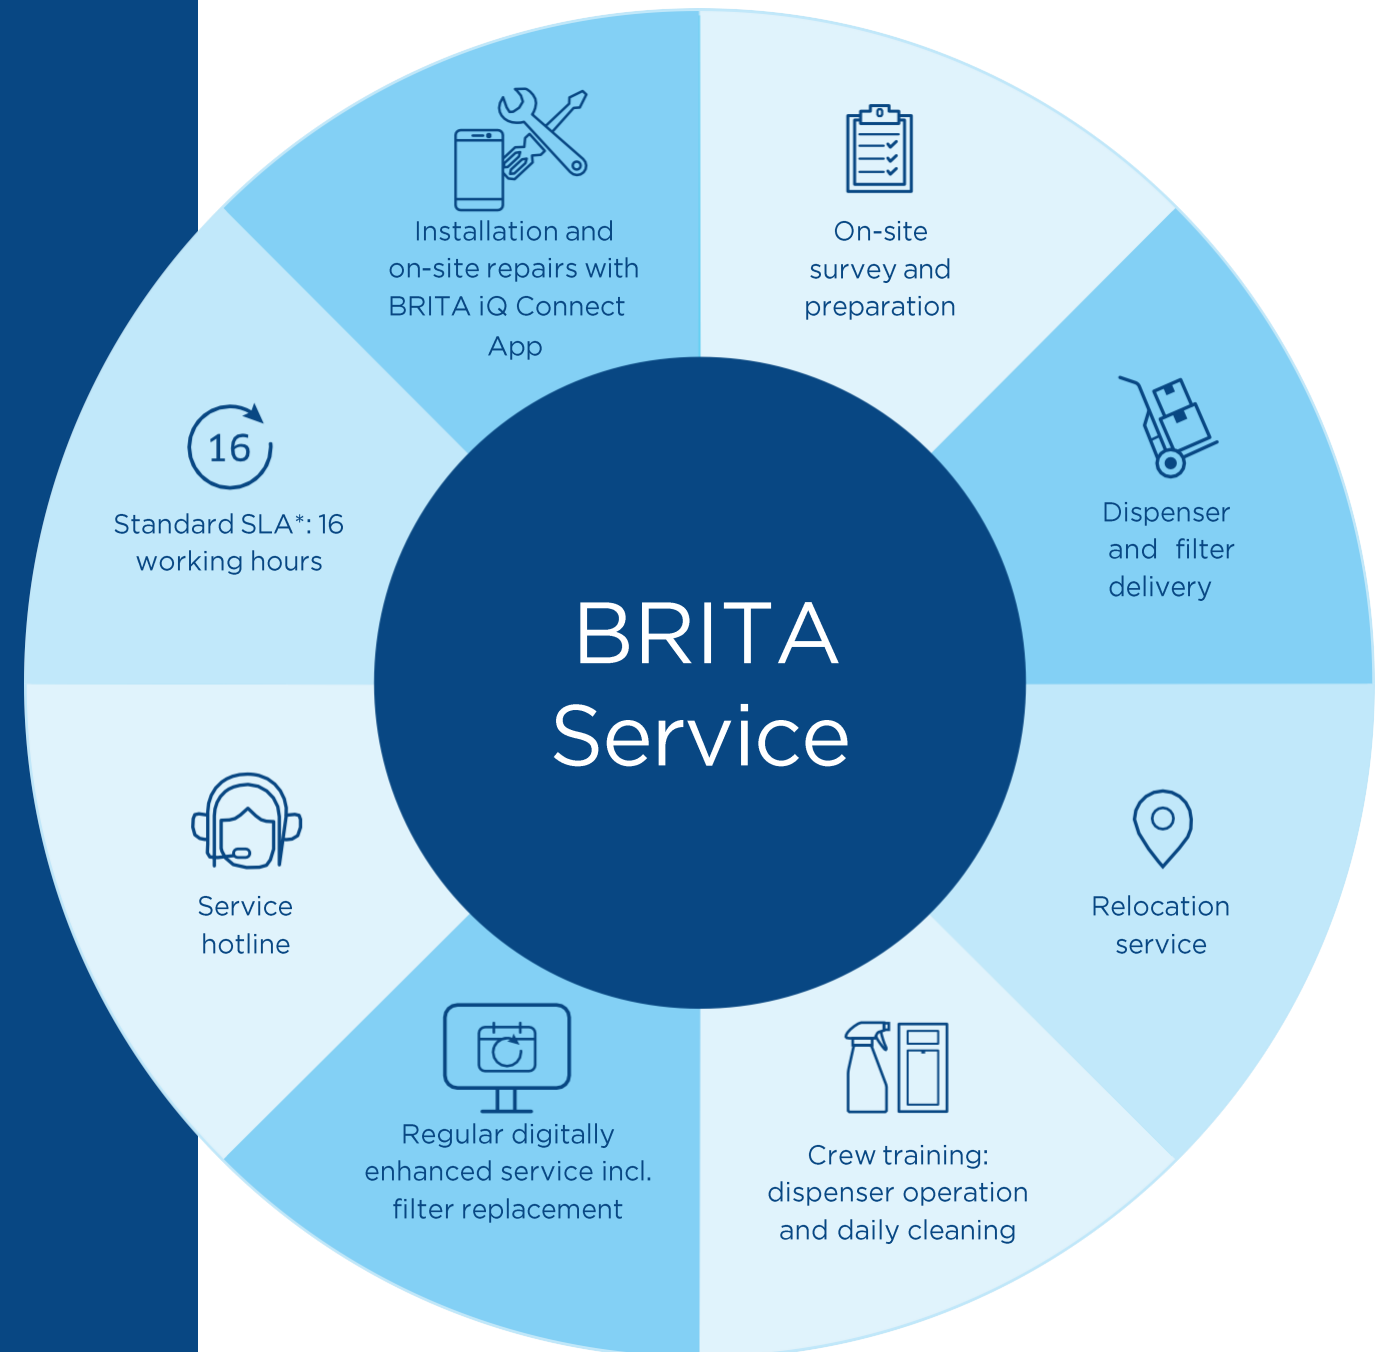 Installation and
on-site repairs with
BRITA iQ Connect
App
On-site
survey and
preparation
16
Standard SLA*: 16
working hours
Dispenser
and filter
delivery
BRITA
Service
Service
hotline
Relocation
service
Regular digitally
enhanced service incl.
filter replacement
Crew training:
dispenser operation
and daily cleaning